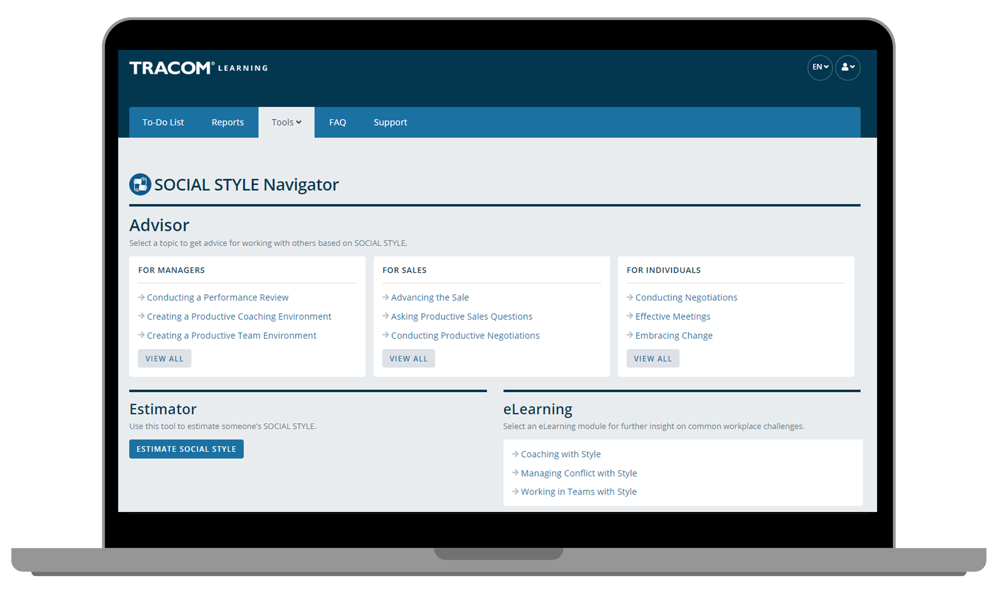 TRACOM® LEARNING
EN
To-Do List Reports Tools FAQ Support
SOCIAL STYLE Navigator
Advisor
Select a topic to get advice for working with others based on SOCIAL STYLE.
FOR MANAGERS
Conducting a Performance Review
Creating a Productive Coaching Environment
Creating a Productive Team Environment
VIEW ALL
FOR SALES
Advancing the Sale
Asking Productive Sales Questions
Conducting Productive Negotiations
VIEW ALL
FOR INDIVIDUALS
Conducting Negotiations
Effective Meetings
Embracing Change
VIEW ALL
Estimator
Use this tool to estimate someone’s SOCIAL STYLE.
ESTIMATE SOCIAL STYLE
eLearning
Select an eLearning module for further insight on common workplace challenges.
Coaching with Style
Managing Conflict with Style
Working in Teams with Style